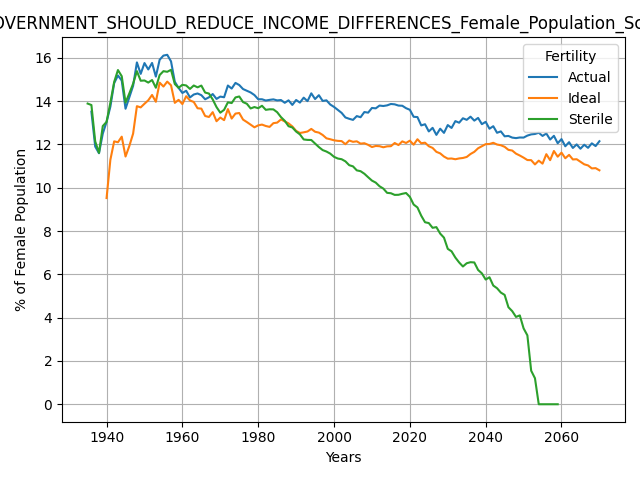 OVERNMENT_SHOULD_REDUCE_INCOME_DIFFERENCES_Female_Population_Sc
Fertility
Actual
Ideal
Sterile
% of Female Population
16
14
12
10
8
6
4
2
0
1940 1960 1980 2000 2020 2040 2060
Years